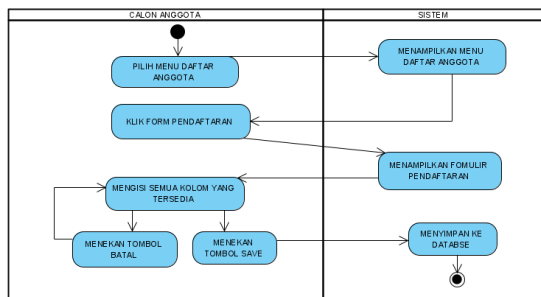 CALON ANGGOTA
SISTEM
PILIH MENU DAFTAR
ANGGOTA
MENAMPILKAN MENU
DAFTAR ANGGOTA
KLIK FORM PENDAFTARAN
MENAMPILKAN FOMULIR
PENDAFTARAN
MENGISI SEMUA KOLOM YANG
TERSEDIA
MENEKAN TOMBOL
BATAL
MENEKAN
TOMBOL SAVE
MENYIMPAN KE
DATABSE